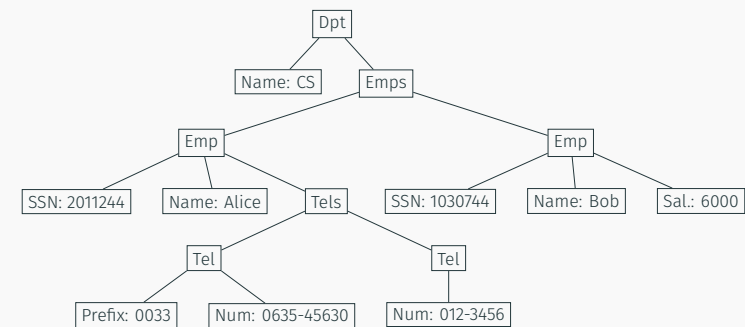 Dpt
Name: CS
Emps
Emp
Emp
SSN: 2011244
Name: Alice
Tels
SSN: 1030744
Name: Bob
Sal.: 6000
Tel
Tel
Prefix: 0033
Num: 0635-45630
Num: 012-3456